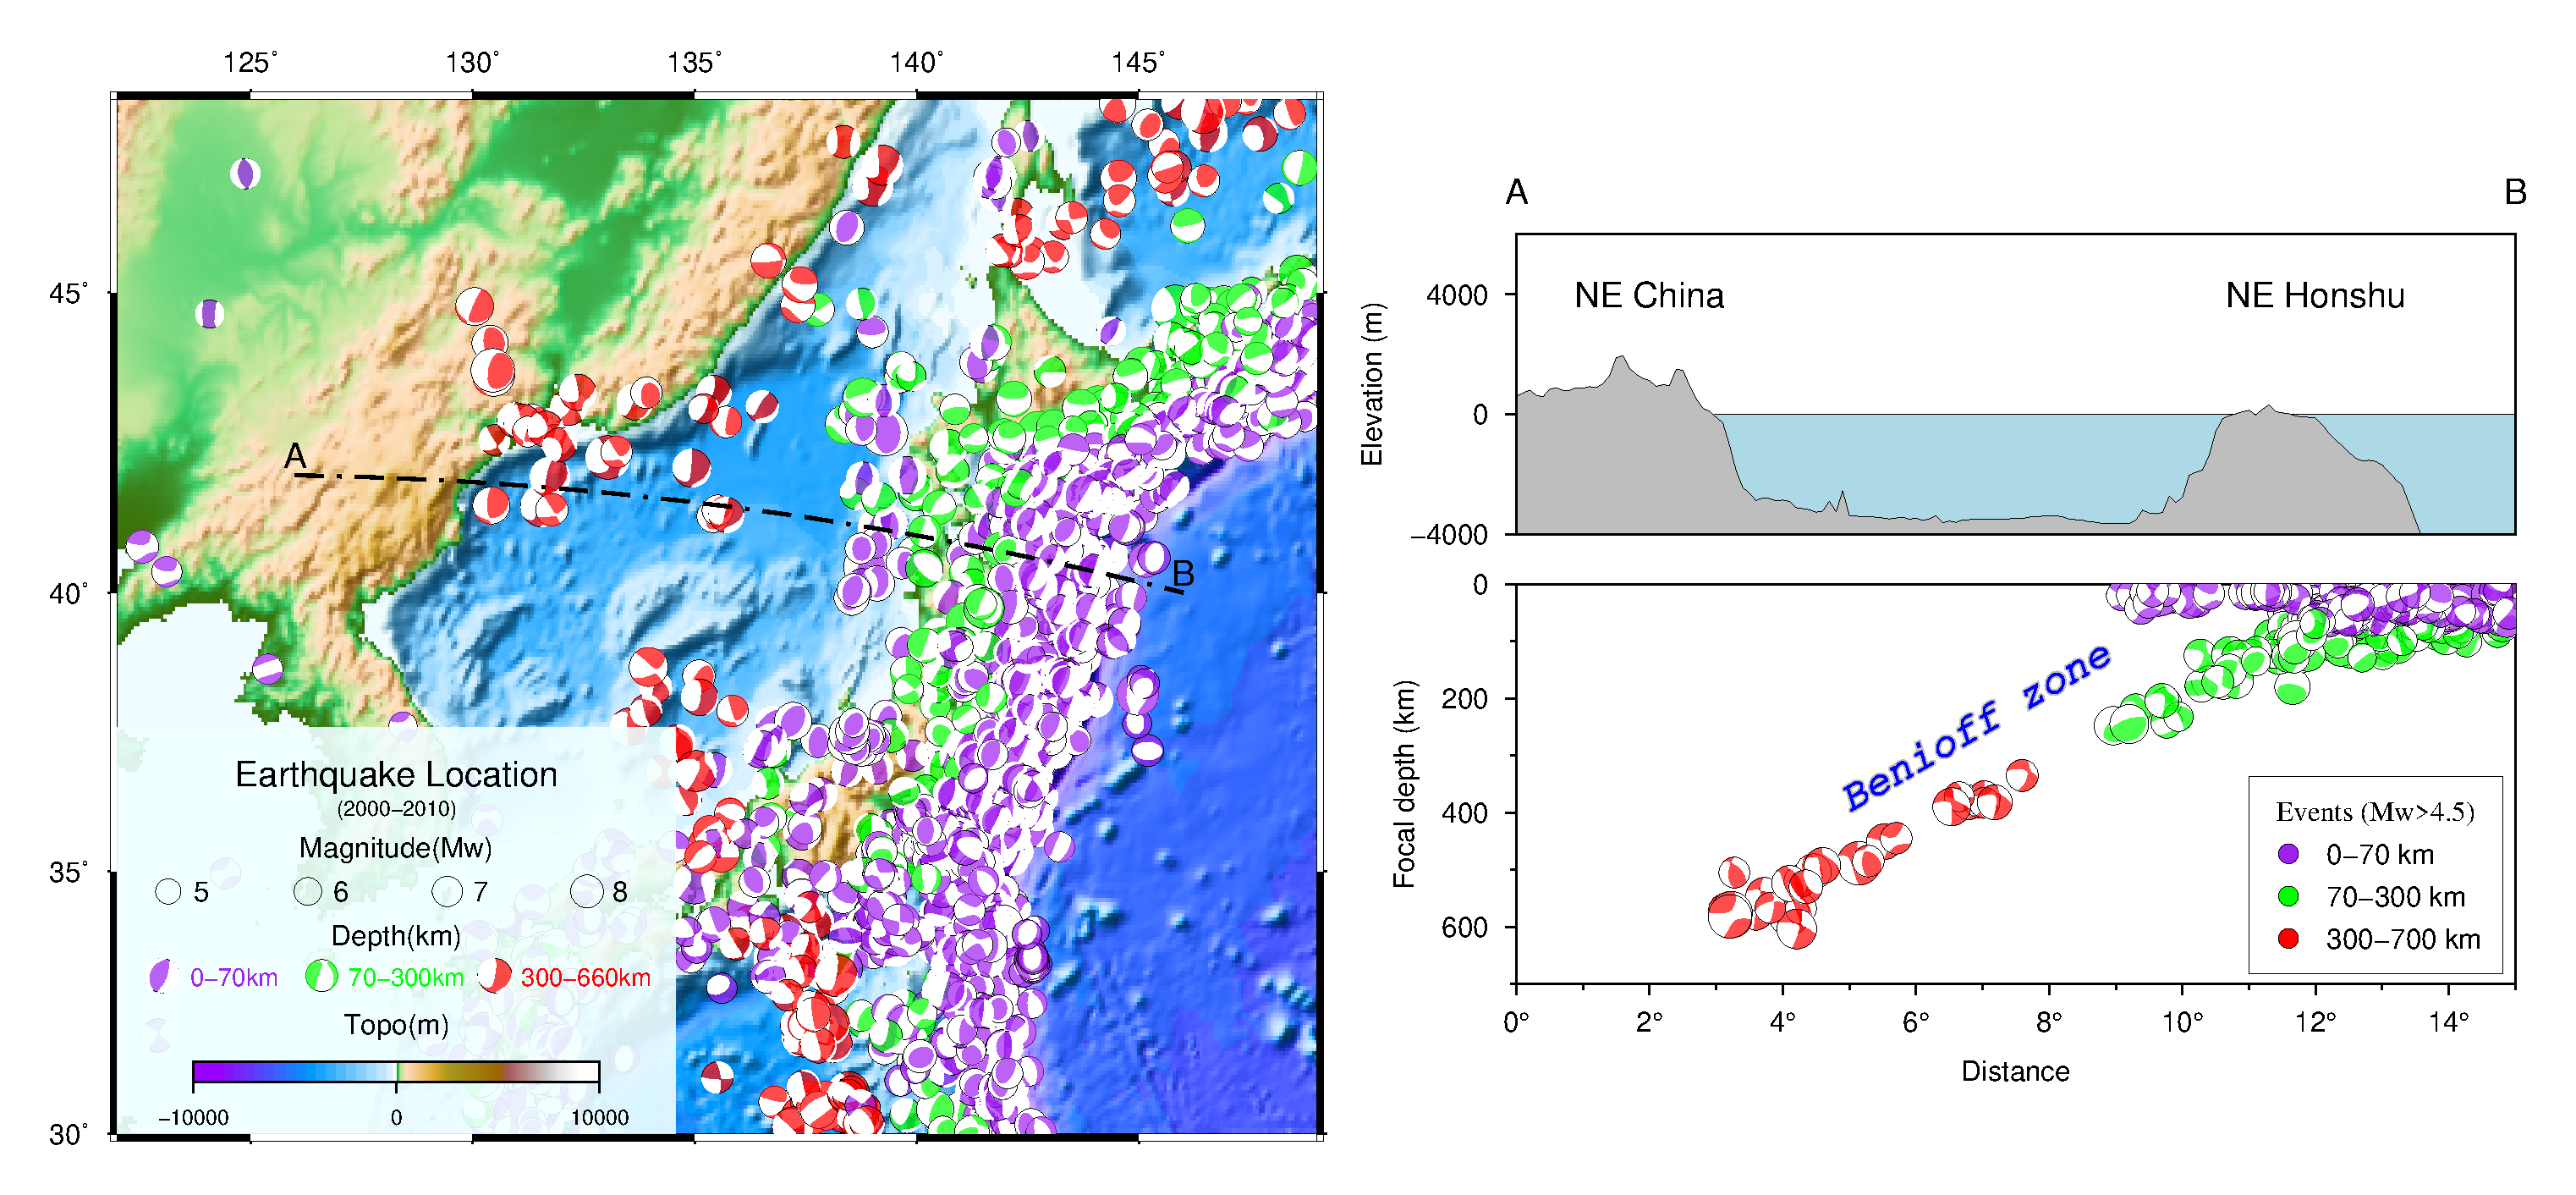 125° 130° 135° 140° 145°
45°
40°
35°
30°
A
B
Earthquake Location
(2000−2010)
Magnitude(Mw)
5 6 7 8
Depth(km)
0−70km 70−300km 300−660km
Topo(m)
−10000 0 10000
A B
NE China NE Honshu
Elevation (m)
4000
0
−4000
Focal depth (km)
0
200
400
600
Benioff zone
Events (Mw>4.5)
0−70 km
70−300 km
300−700 km
0° 2° 4° 6° 8° 10° 12° 14°
Distance